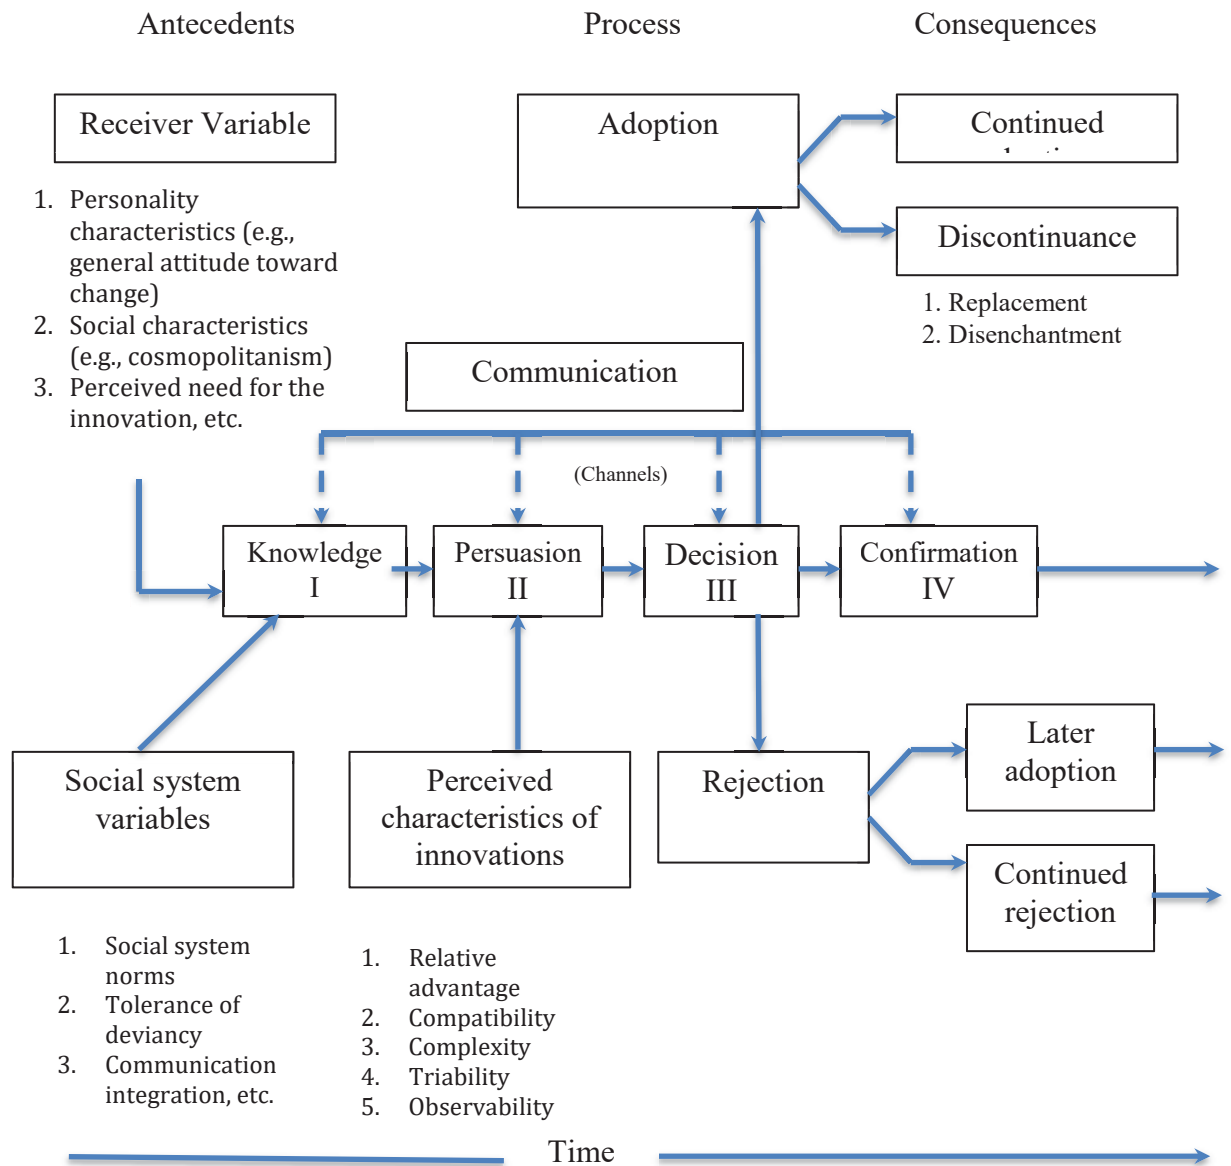 Antecedents
Process
Consequences
Receiver Variable
1. Personality
characteristics (e.g.,
general attitude toward
change)
2. Social characteristics
(e.g., cosmopolitanism)
3. Perceived need for the
innovation, etc.
Adoption
Continued
Discontinuance
1. Replacement
2. Disenchantment
Communication
(Channels)
Knowledge
I
Persuasion
II
Decision
III
Confirmation
IV
Social system
variables
Perceived
characteristics of
innovations
Rejection
Later
adoption
Continued
rejection
1. Social system
norms
2. Tolerance of
deviancy
3. Communication
integration, etc.
1. Relative
advantage
2. Compatibility
3. Complexity
4. Triability
5. Observability
Time